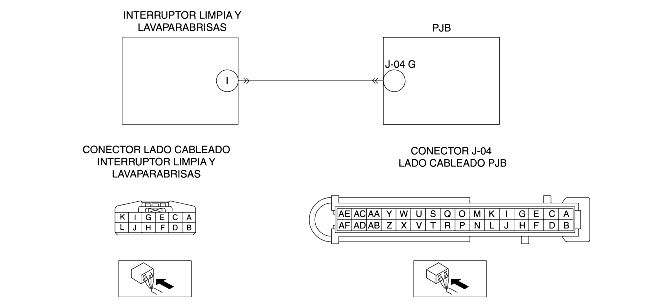 INTERRUPTOR LIMPIA Y
LAVAPARABRISAS
PJB
I
J-04 G
CONECTOR LADO CABLEADO
INTERRUPTOR LIMPIA Y
LAVAPARABRISAS
CONECTOR J-04
LADO CABLEADO PJB
K I G E C A
L J H F D B
AE AC AA Y W U S Q O M K I G E C A
AF AD AB Z X V T R P N L J H F D B